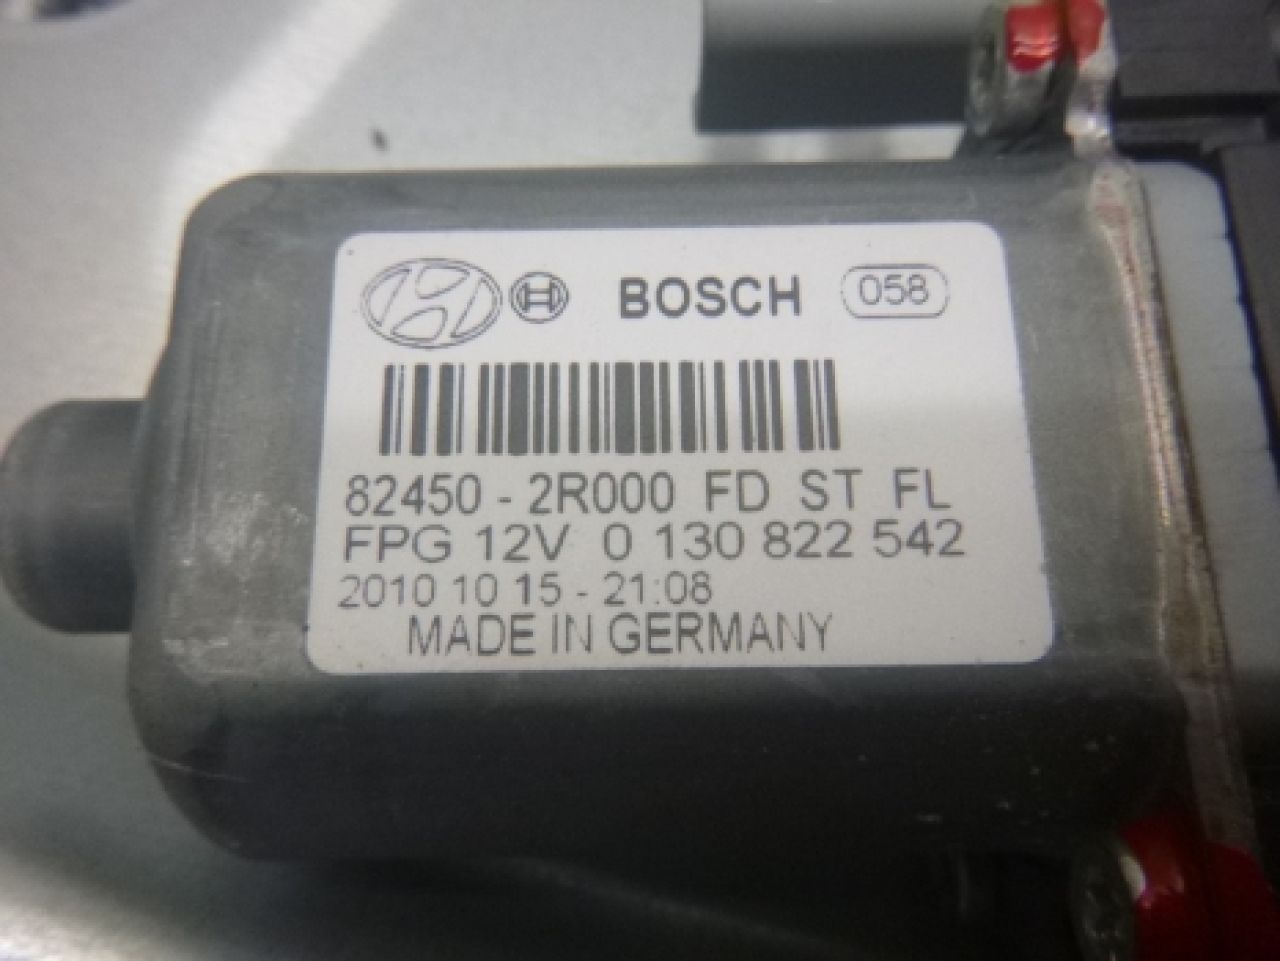 BOSCH 058
82450 - 2R000 FD ST FL
FPG 12V 0 130 822 542
2010 10 15 - 21:08
MADE IN GERMANY